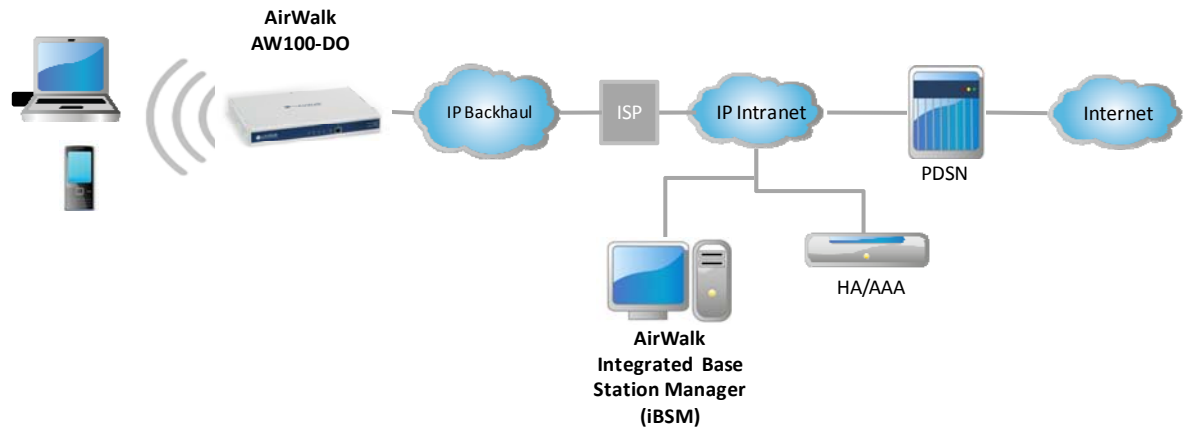 AirWalk
AW100-DO
IP Backhaul
ISP
IP Intranet
PDSN
Internet
HA/AAA
AirWalk
Integrated Base
Station Manager
(iBSM)